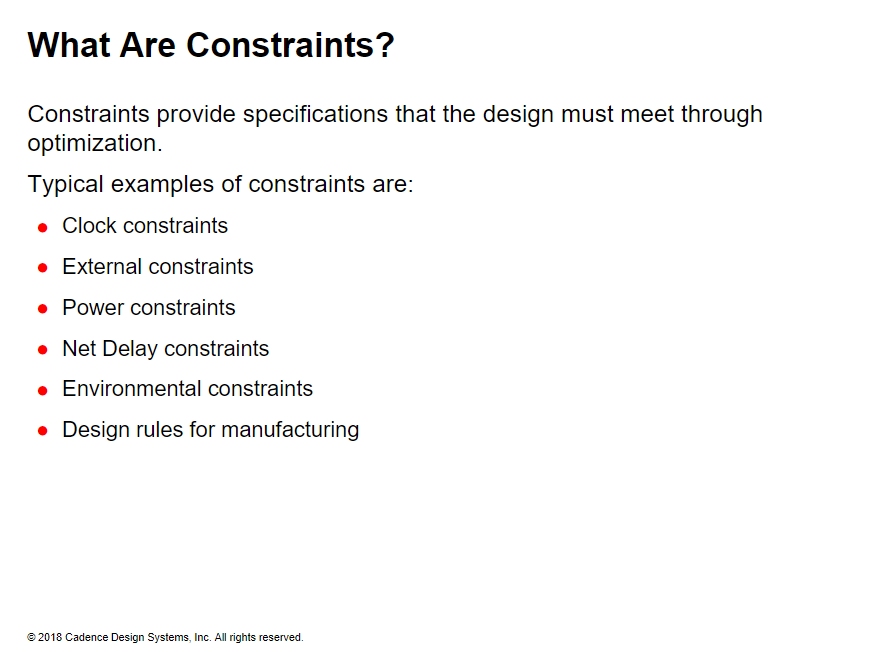 What Are Constraints?
Constraints provide specifications that the design must meet through
optimization.
Typical examples of constraints are:
● Clock constraints
● External constraints
● Power constraints
● Net Delay constraints
● Environmental constraints
● Design rules for manufacturing
© 2018 Cadence Design Systems, Inc. All rights reserved.